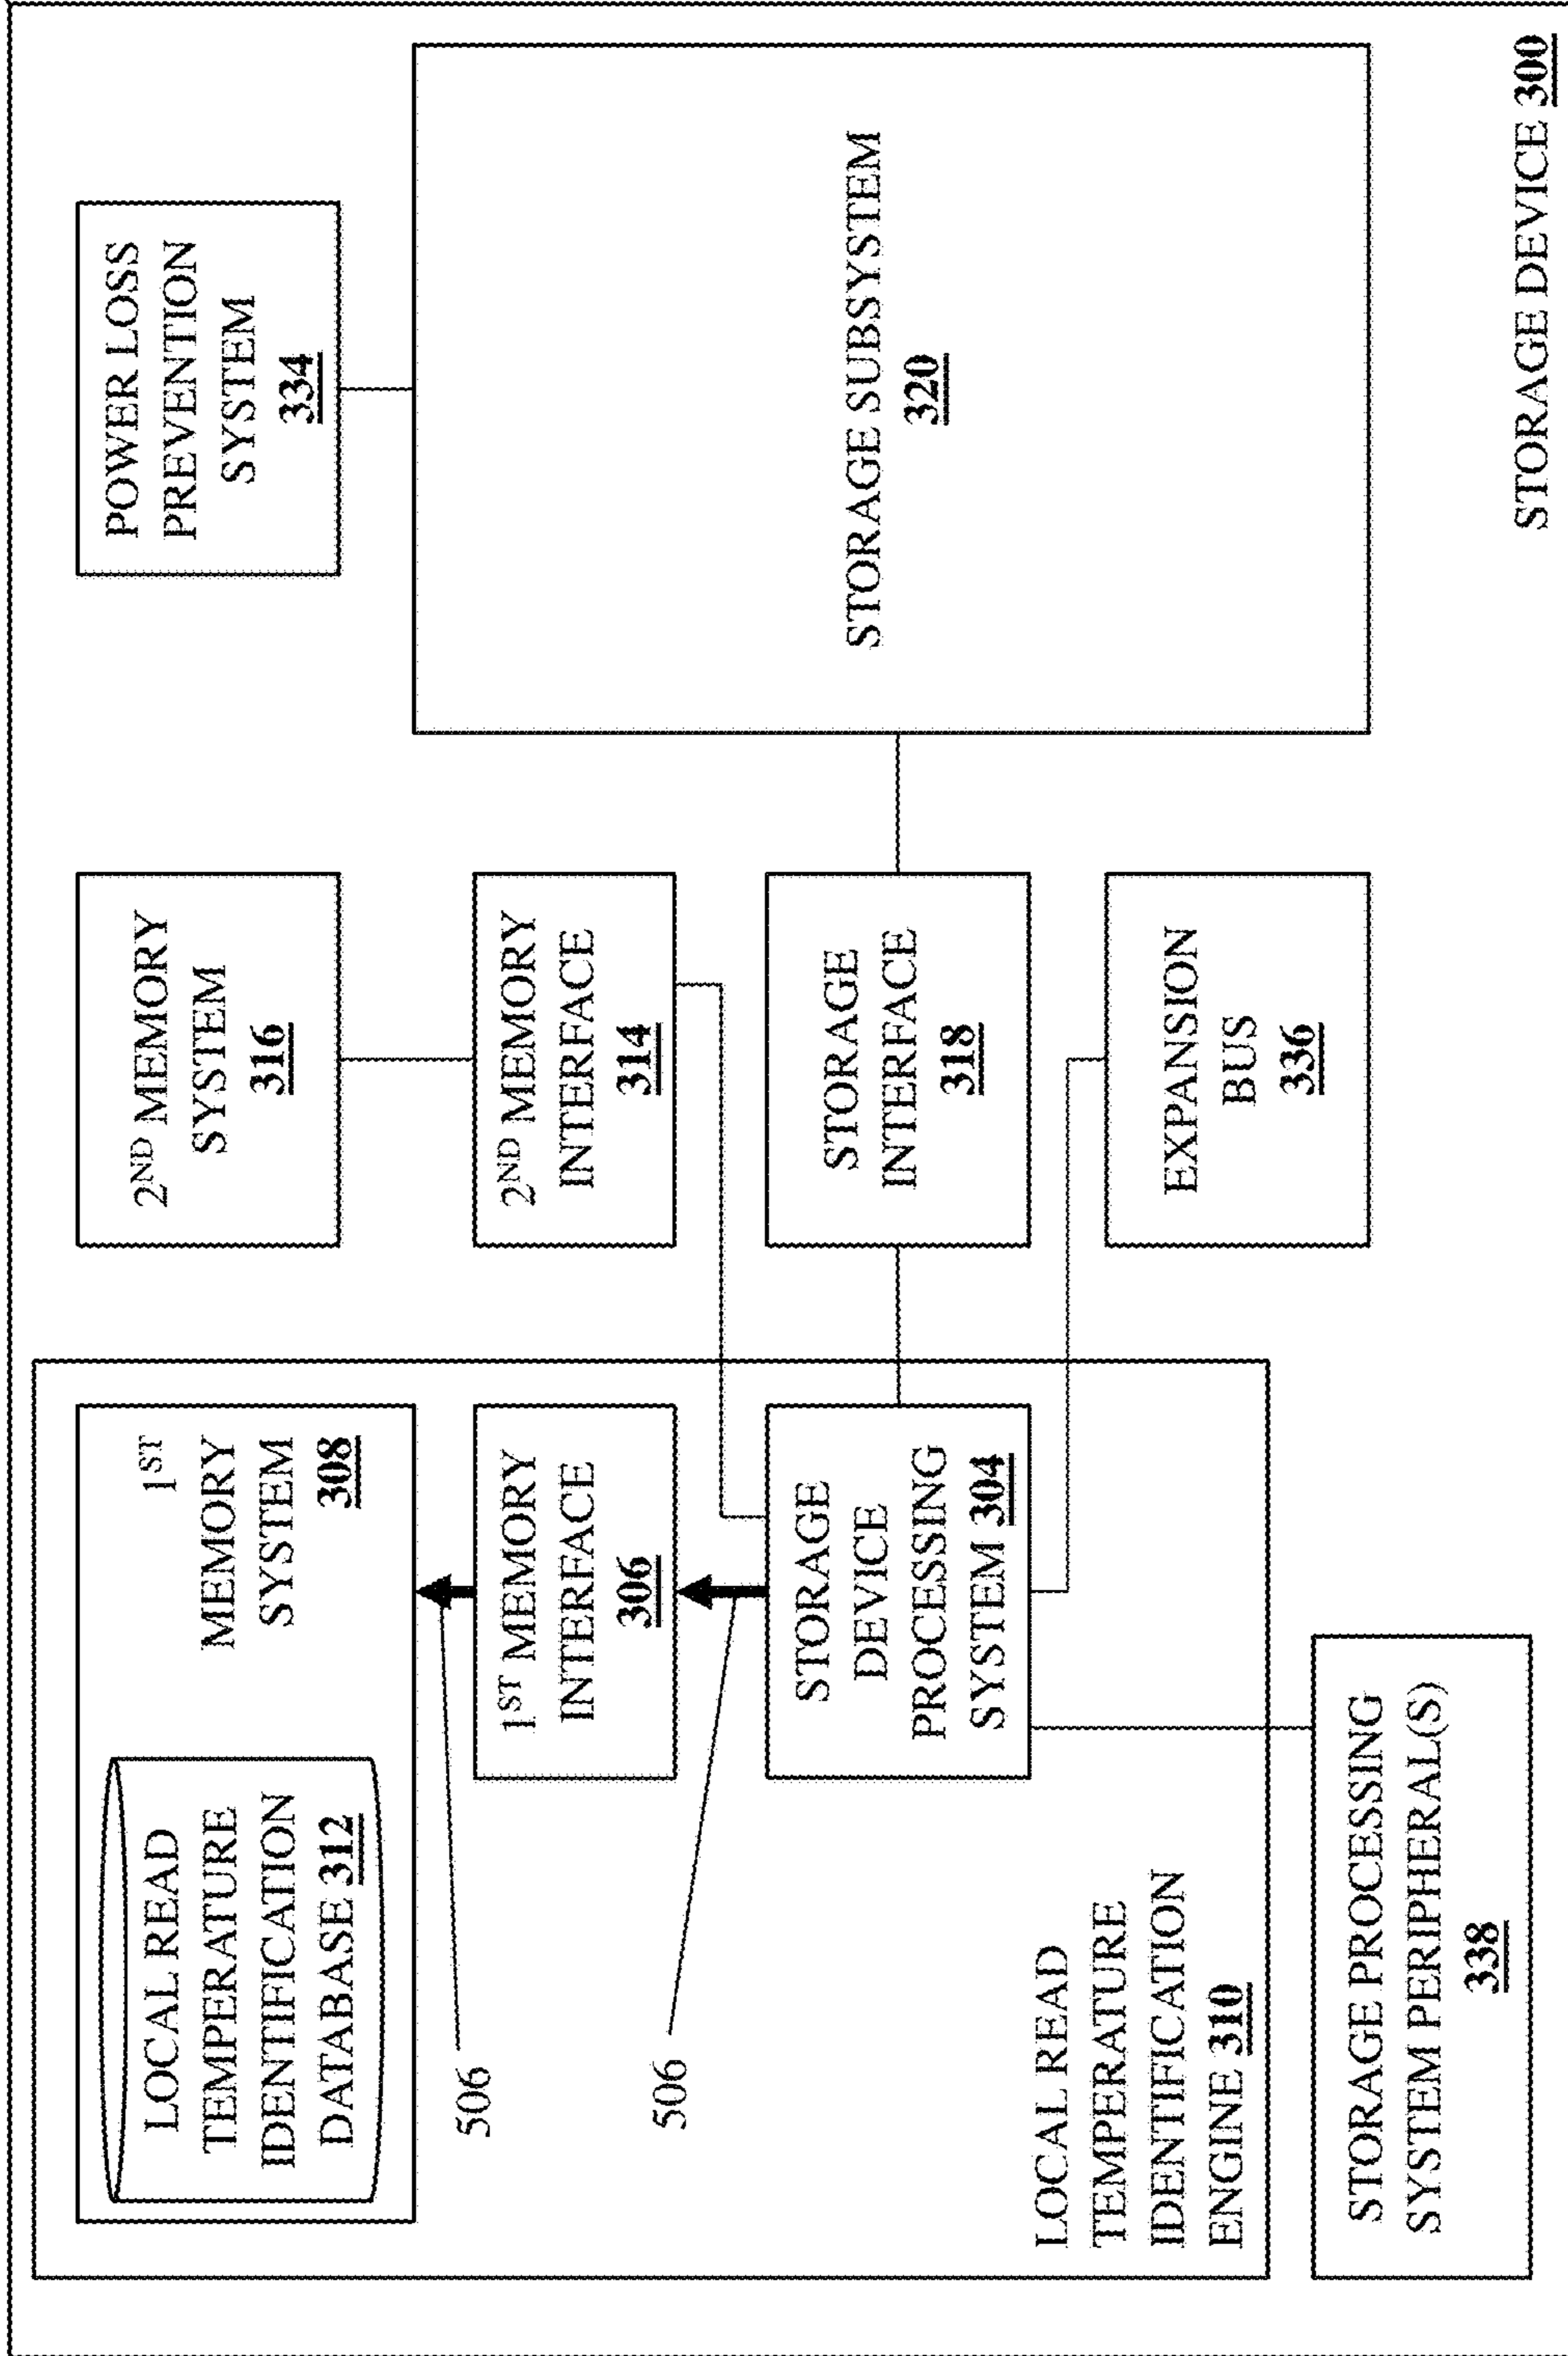 LOCAL READ
TEMPERATURE
IDENTIFICATION
DATABASE 312
1ST
MEMORY
SYSTEM
308
2ND MEMORY
SYSTEM
316
POWER LOSS
PREVENTION
SYSTEM
334
506
1ST MEMORY
INTERFACE
306
2ND MEMORY
INTERFACE
314
506
STORAGE
DEVICE
PROCESSING
SYSTEM 304
STORAGE
INTERFACE
318
STORAGE SUBSYSTEM
320
LOCAL READ
TEMPERATURE
IDENTIFICATION
ENGINE 310
EXPANSION
BUS
336
STORAGE PROCESSING
SYSTEM PERIPHERAL(S)
338
STORAGE DEVICE 300